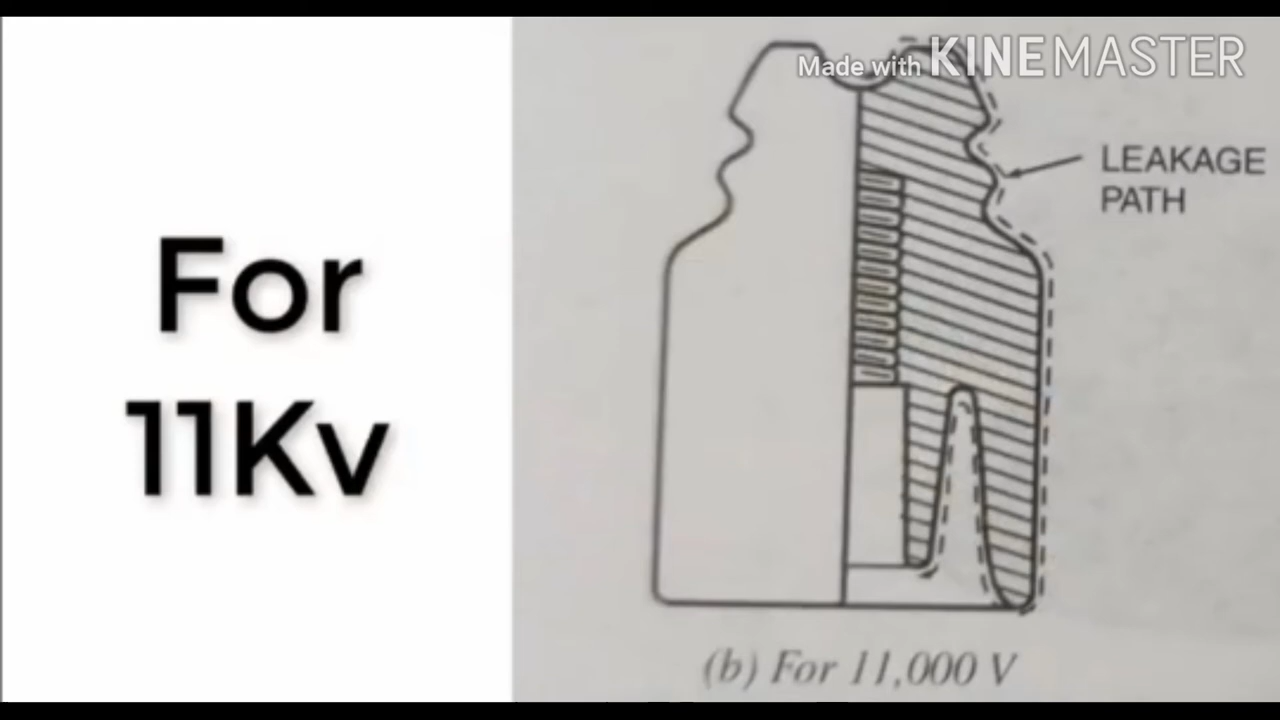 Made with KINEMASTER
For
11Kv
LEAKAGE
PATH
(b) For 11,000 V